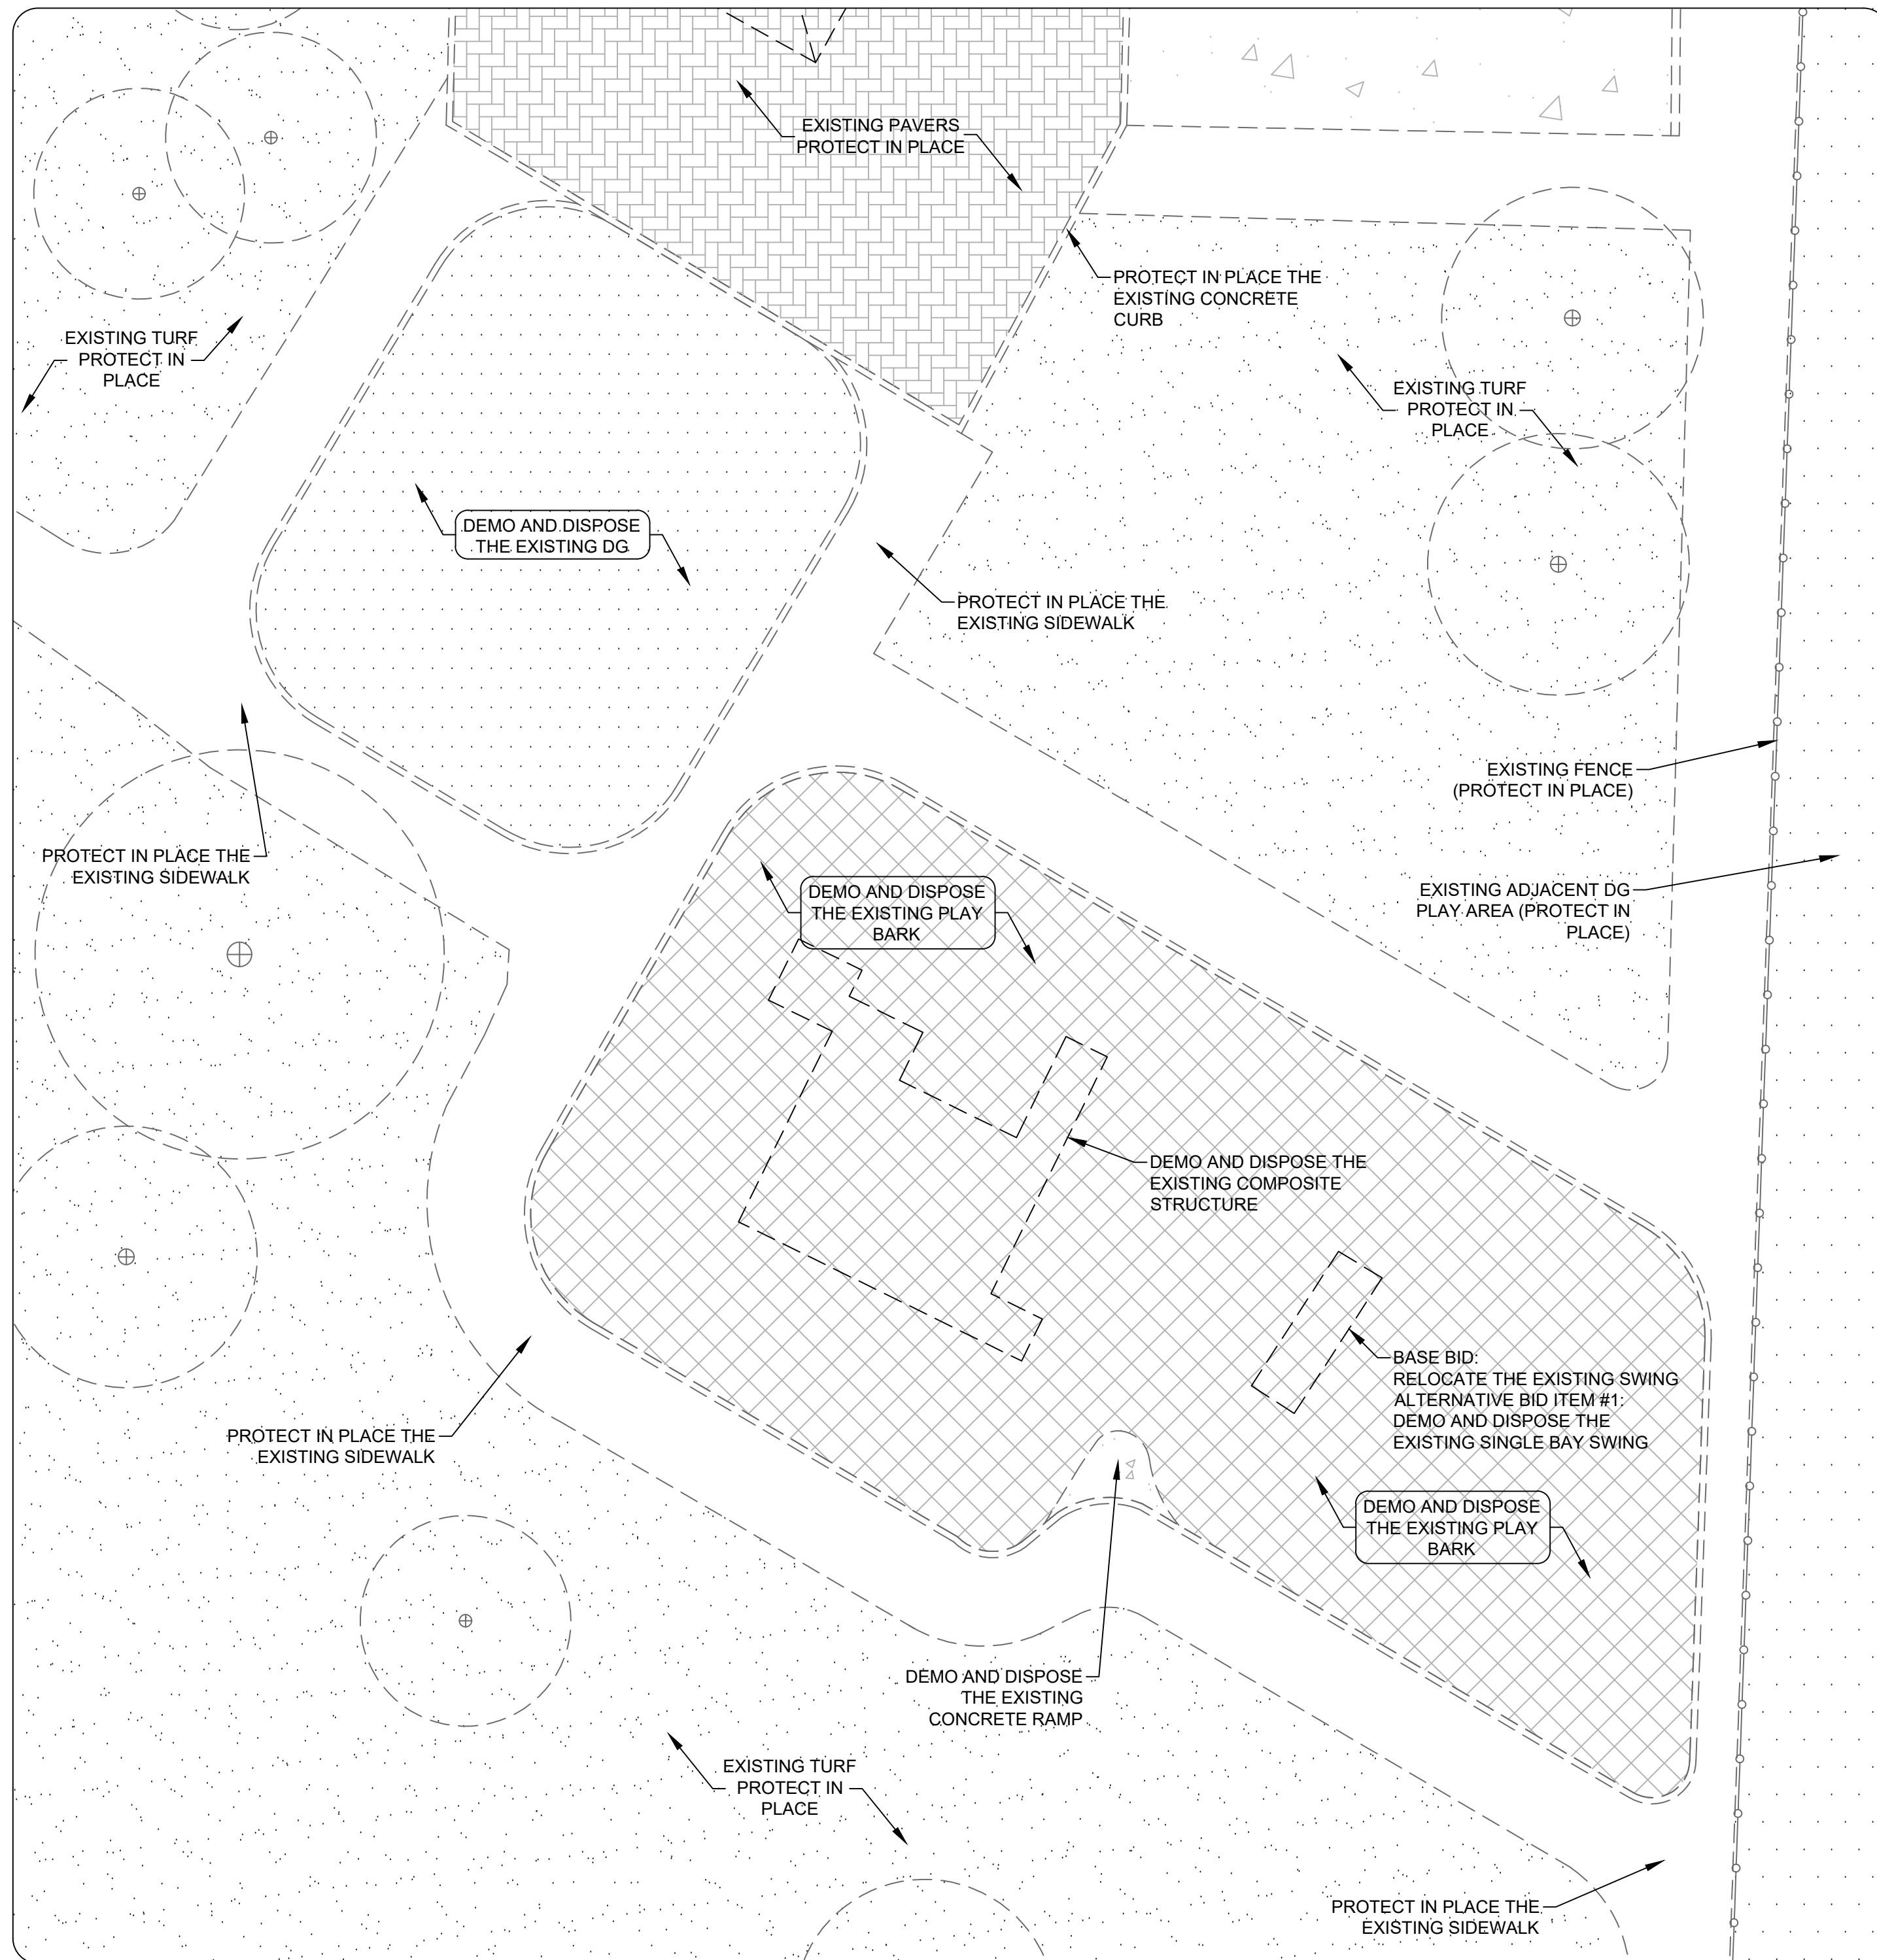 EXISTING PAVERS
PROTECT IN PLACE
PROTECT IN PLACE THE
EXISTING CONCRETE
CURB
EXISTING TURF
PROTECT IN
PLACE
EXISTING TURF
PROTECT IN
PLACE
DEMO AND DISPOSE
THE EXISTING DG
PROTECT IN PLACE THE
EXISTING SIDEWALK
EXISTING FENCE
(PROTECT IN PLACE)
PROTECT IN PLACE THE
EXISTING SIDEWALK
DEMO AND DISPOSE
THE EXISTING PLAY
BARK
EXISTING ADJACENT DG
PLAY AREA (PROTECT IN
PLACE)
DEMO AND DISPOSE THE
EXISTING COMPOSITE
STRUCTURE
BASE BID:
RELOCATE THE EXISTING SWING
ALTERNATIVE BID ITEM #1:
DEMO AND DISPOSE THE
EXISTING SINGLE BAY SWING
PROTECT IN PLACE THE
EXISTING SIDEWALK
DEMO AND DISPOSE
THE EXISTING PLAY
BARK
DEMO AND DISPOSE
THE EXISTING
CONCRETE RAMP
EXISTING TURF
PROTECT IN
PLACE
PROTECT IN PLACE THE
EXISTING SIDEWALK